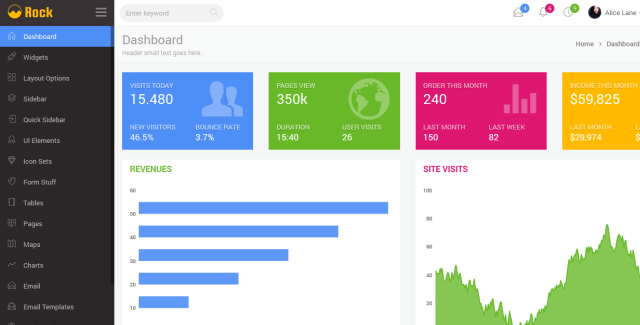 Rock
Enter keyword
4
6
5
Alice Lane
Dashboard
Widgets
Layout Options
Sidebar
Quick Sidebar
UI Elements
Icon Sets
Form Stuff
Tables
Pages
Maps
Charts
Email
Email Templates
Dashboard
Header small text goes here...
Home > Dashboard
VISITS TODAY
15.480
NEW VISITORS BOUNCE RATE
46.5% 3.7%
PAGES VIEW
350k
DURATION USER VISITS
15:40 26
ORDER THIS MONTH
240
LAST MONTH LAST WEEK
150 82
INCOME THIS MONTH
$59,825
LAST MONTH LAST
$29.974
REVENUES
60
50
40
30
20
10
SITE VISITS
100
80
60
40
20